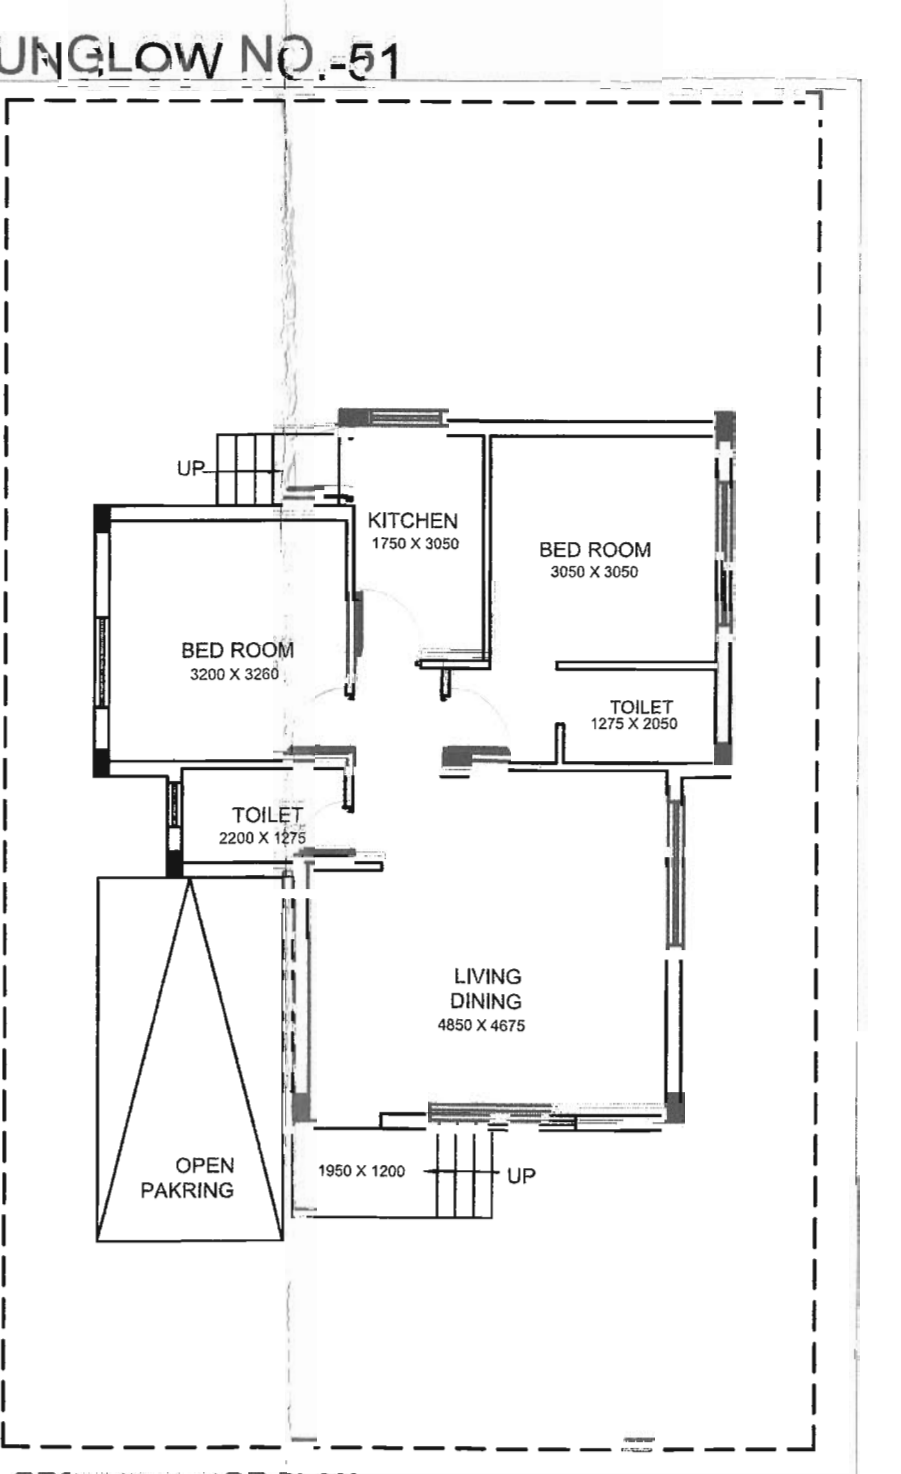 UNGLOW NO.-51
UP
KITCHEN
1750 X 3050
BED ROOM
3050 X 3050
BED ROOM
3200 X 3260
TOILET
1275 X 2050
TOILET
2200 X 1275
LIVING
DINING
4850 X 4675
OPEN
PAKRING
1950 X 1200
UP